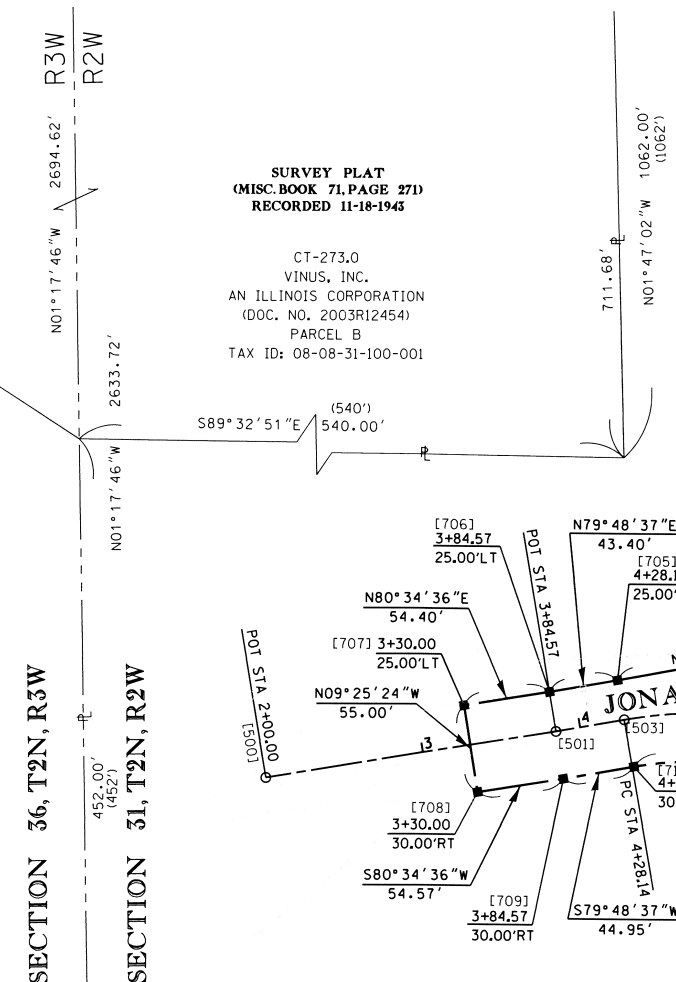 R3W
R2W
2694.62'
N01°17'46"W
SURVEY PLAT
(MISC. BOOK 71, PAGE 271)
RECORDED 11-18-1943
CT-273.0
VINUS, INC.
AN ILLINOIS CORPORATION
(DOC. NO. 2003R12454)
PARCEL B
TAX ID: 08-08-31-100-001
1062.00'
(1062')
N01°47'02"W
711.68'
2633.72'
N01°17'46"W
S89°32'51"E
(540')
540.00'
[706]
3+84.57
25.00'LT
POT STA 3+84.57
N79°48'37"E
43.40'
[705]
4+28.1
25.00'
N80°34'36"E
54.40'
[707] 3+30.00
25.00'LT
N09°25'24"W
55.00'
POT STA 2+00.00
[500]
3
[501]
4
JONA
N
[503]
[708]
3+30.00
30.00'RT
[71
4+
30
PC STA 4+28.14
S80°34'36"W
54.57'
[709]
3+84.57
30.00'RT
S79°48'37"W
44.95'
452.00'
(452')
SECTION 36, T2N, R3W
SECTION 31, T2N, R2W